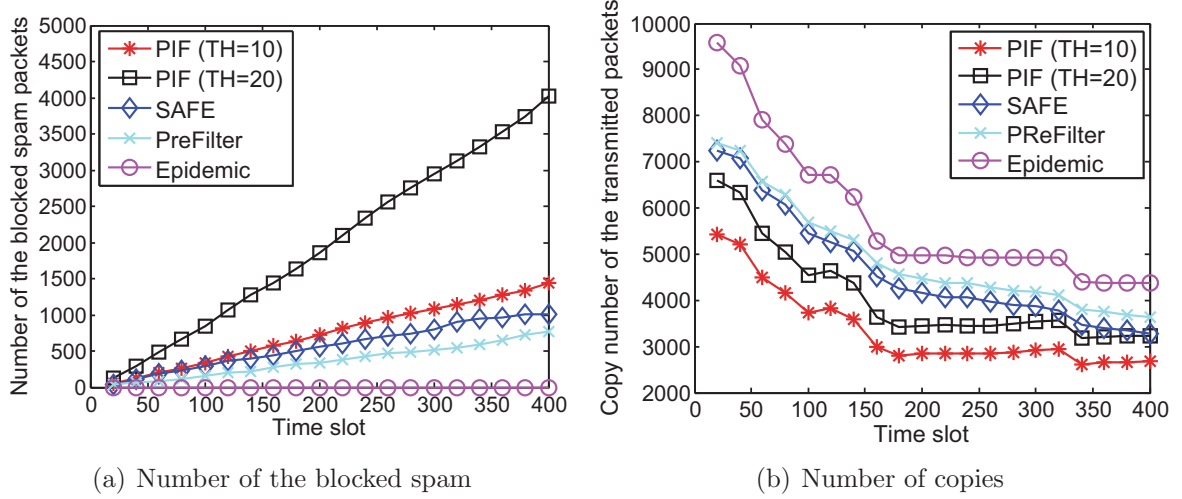 5000
4500
4000
3500
3000
2500
2000
1500
1000
500
0
Number of the blocked spam packets
PIF (TH=10)
PIF (TH=20)
SAFE
PreFilter
Epidemic
0 50 100 150 200 250 300 350 400
Time slot
(a) Number of the blocked spam
10000
9000
8000
7000
6000
5000
4000
3000
2000
Copy number of the transmitted packets
PIF (TH=10)
PIF (TH=20)
SAFE
PReFilter
Epidemic
0 50 100 150 200 250 300 350 400
Time slot
(b) Number of copies